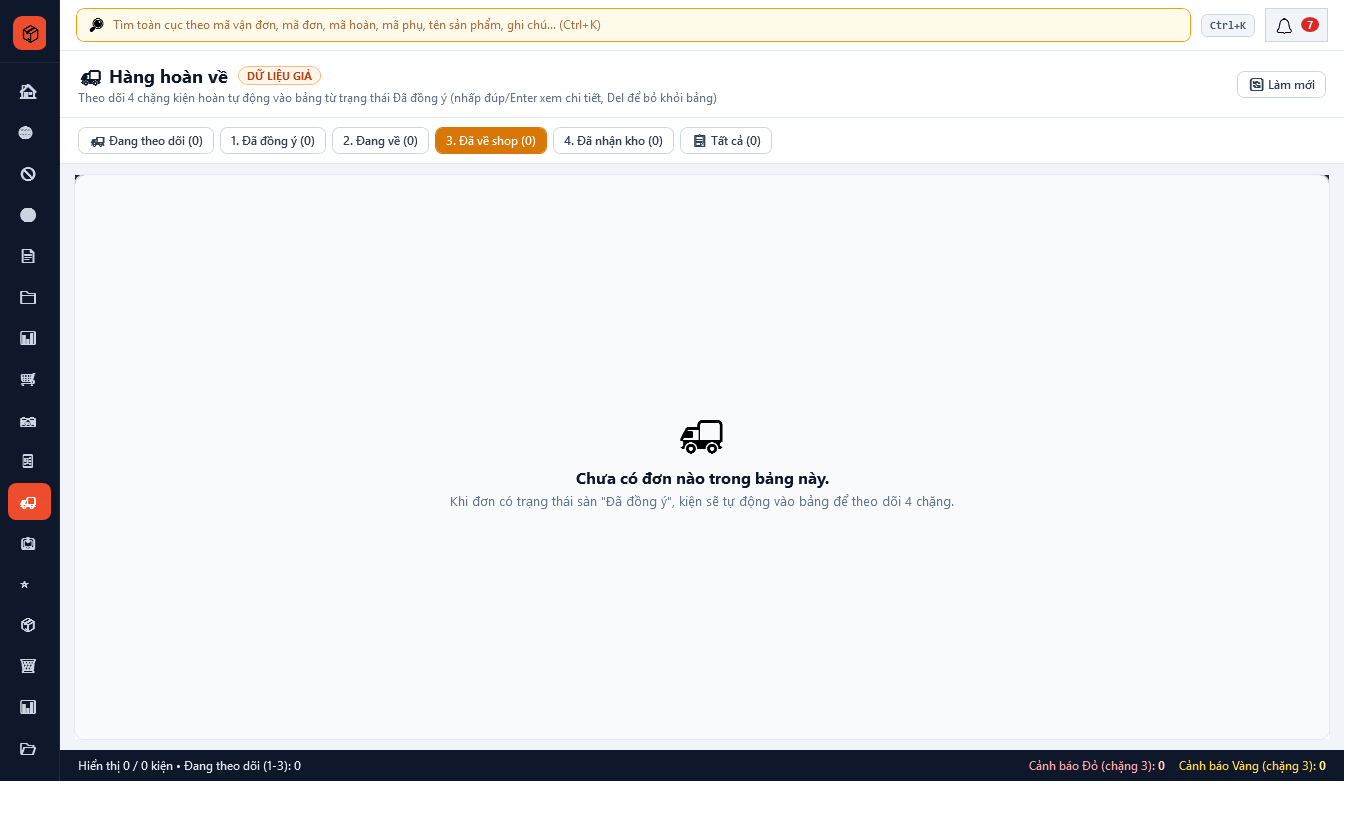 Tìm toàn cục theo mã vận đơn, mã đơn, mã hoàn, mã phụ, tên sản phẩm, ghi chú... (Ctrl+K)
Ctrl+K
7
Hàng hoàn về
DỮ LIỆU GIẢ
Theo dõi 4 chặng kiện hoàn tự động vào bảng từ trạng thái Đã đồng ý (nhấp đúp/Enter xem chi tiết, Del để bỏ khỏi bảng)
Làm mới
Đang theo dõi (0)
1. Đã đồng ý (0)
2. Đang về (0)
3. Đã về shop (0)
4. Đã nhận kho (0)
Tất cả (0)
Chưa có đơn nào trong bảng này.
Khi đơn có trạng thái sàn "Đã đồng ý", kiện sẽ tự động vào bảng để theo dõi 4 chặng.
Hiển thị 0 / 0 kiện • Đang theo dõi (1-3): 0
Cảnh báo Đỏ (chặng 3): 0
Cảnh báo Vàng (chặng 3): 0